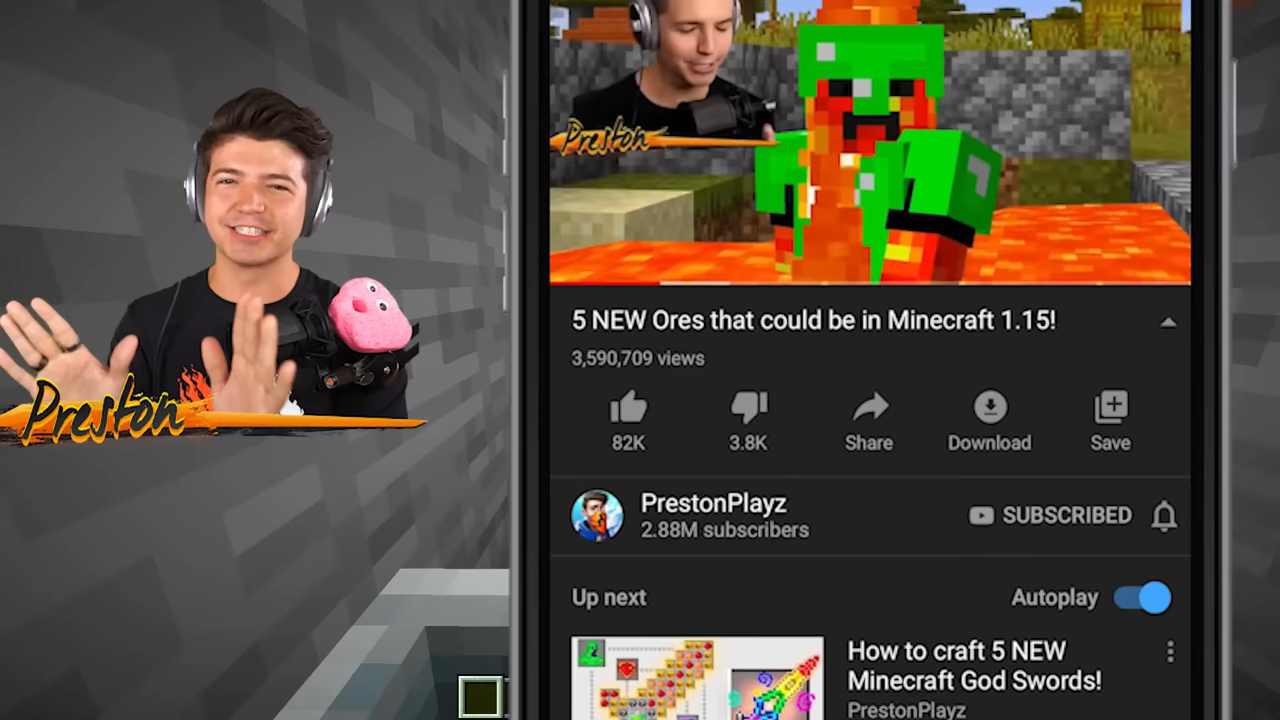 Preston
Preston
5 NEW Ores that could be in Minecraft 1.15!
3,590,709 views
82K
3.8K
Share
Download
Save
PrestonPlayz
2.88M subscribers
SUBSCRIBED
Up next
Autoplay
How to craft 5 NEW
Minecraft God Swords!
PrestonPlayz